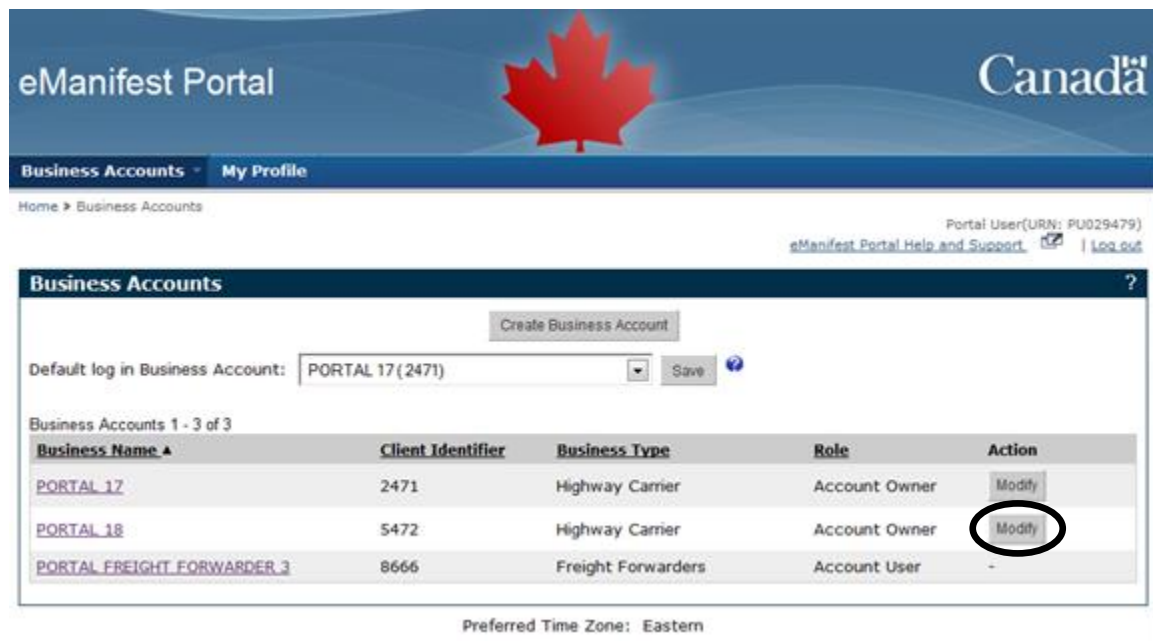 eManifest Portal
Canada
Business Accounts My Profile
Home > Business Accounts
Portal User(URN: PU029479)
eManifest Portal Help and Support | Log out
Business Accounts ?
Create Business Account
Default log in Business Account: PORTAL 17 (2471) Save ?
Business Accounts 1 - 3 of 3
Business Name ▲ Client Identifier Business Type Role Action
PORTAL 17 2471 Highway Carrier Account Owner Modify
PORTAL 18 5472 Highway Carrier Account Owner Modify
PORTAL FREIGHT FORWARDER 3 8666 Freight Forwarders Account User -
Preferred Time Zone: Eastern